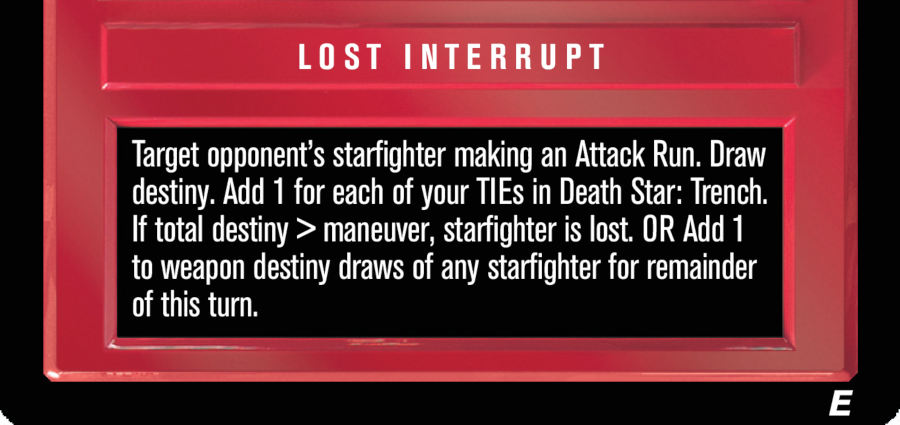 LOST INTERRUPT
Target opponent's starfighter making an Attack Run. Draw
destiny. Add 1 for each of your TIEs in Death Star: Trench.
If total destiny > maneuver, starfighter is lost. OR Add 1
to weapon destiny draws of any starfighter for remainder
of this turn.
E